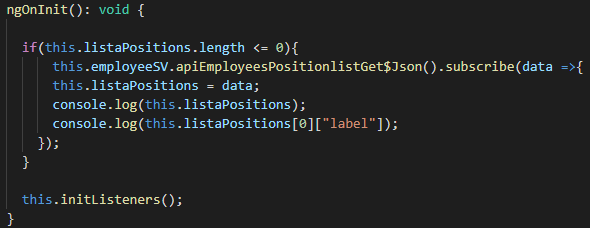 ngOnInit(): void {
if(this.listaPositions.length <= 0){
this.employeeSV.apiEmployeesPositionlistGet$Json().subscribe(data =>{
this.listaPositions = data;
console.log(this.listaPositions);
console.log(this.listaPositions[0]["label"]);
});
}
this.initListeners();
}